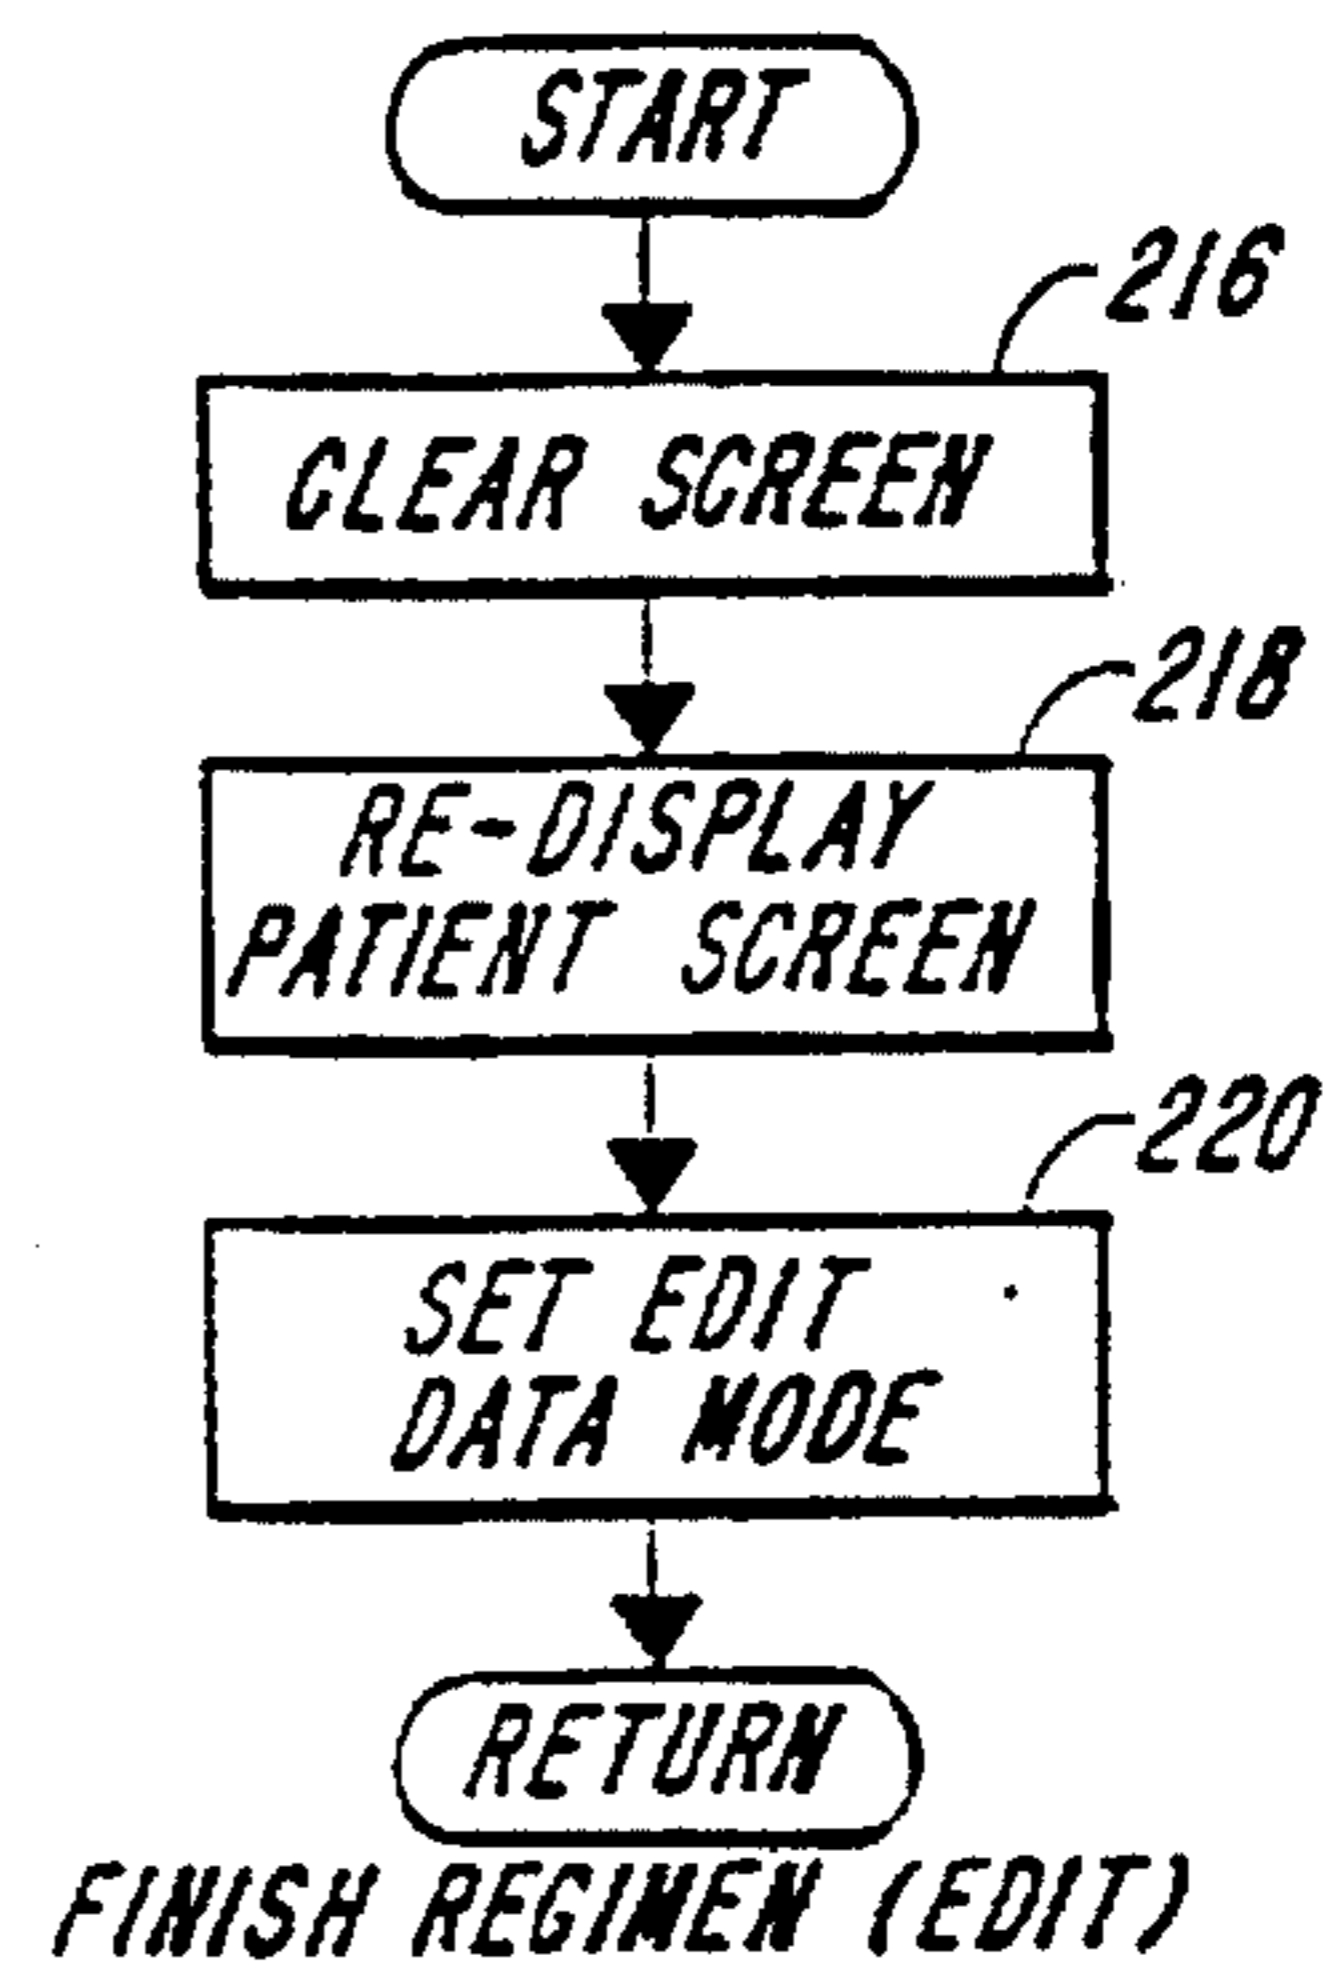 START
216
CLEAR SCREEN
218
RE-DISPLAY
PATIENT SCREEN
220
SET EDIT
DATA MODE
RETURN
FINISH REGIMEN (EDIT)